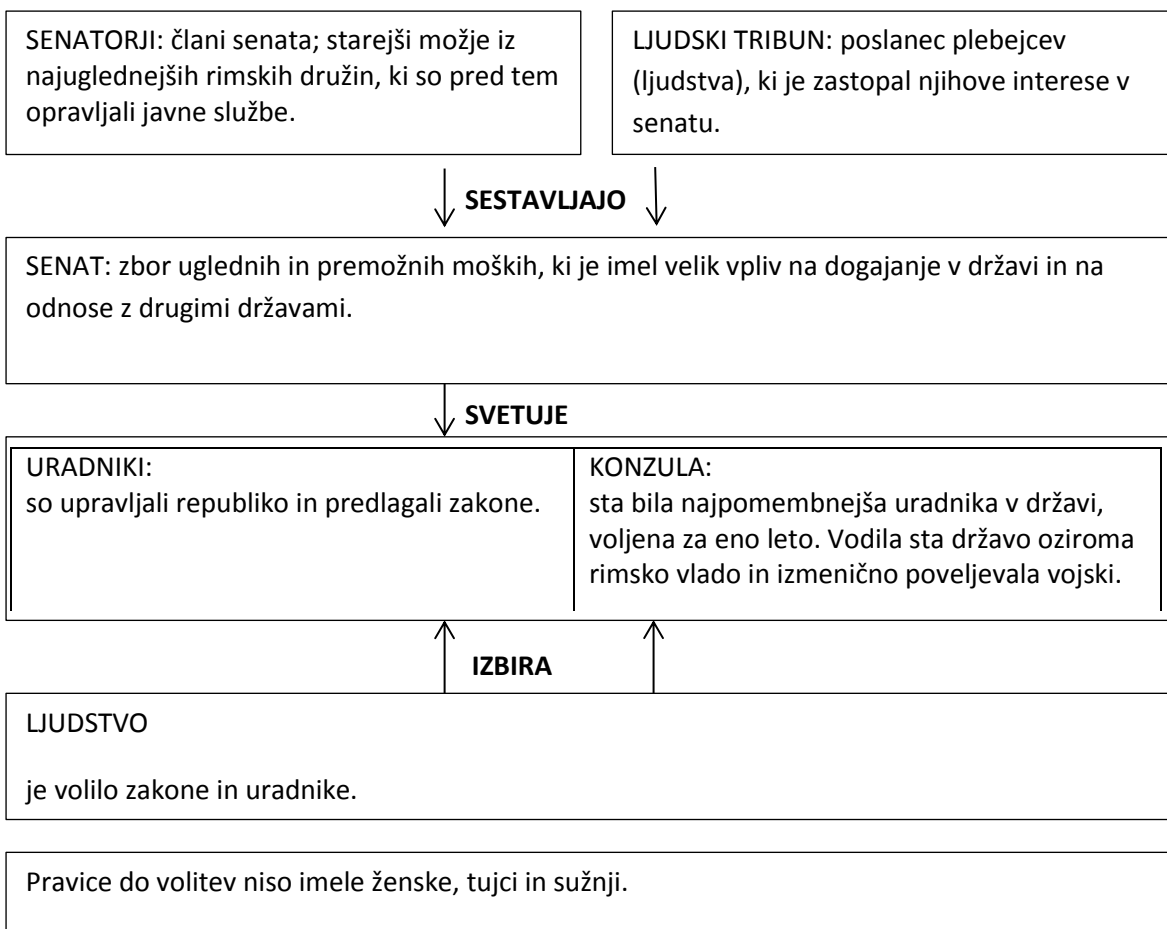 SENATORJI: člani senata; starejši možje iz
najuglednejših rimskih družin, ki so pred tem
opravljali javne službe.
LJUDSKI TRIBUN: poslanec plebejcev
(ljudstva), ki je zastopal njihove interese v
senatu.
SESTAVLJAJO
SENAT: zbor uglednih in premožnih moških, ki je imel velik vpliv na dogajanje v državi in na
odnose z drugimi državami.
SVETUJE
URADNIKI:
so upravljali republiko in predlagali zakone.
KONZULA:
sta bila najpomembnejša uradnika v državi,
voljena za eno leto. Vodila sta državo oziroma
rimsko vlado in izmenično poveljevala vojski.
IZBIRA
LJUDSTVO
je volilo zakone in uradnike.
Pravice do volitev niso imele ženske, tujci in sužnji.